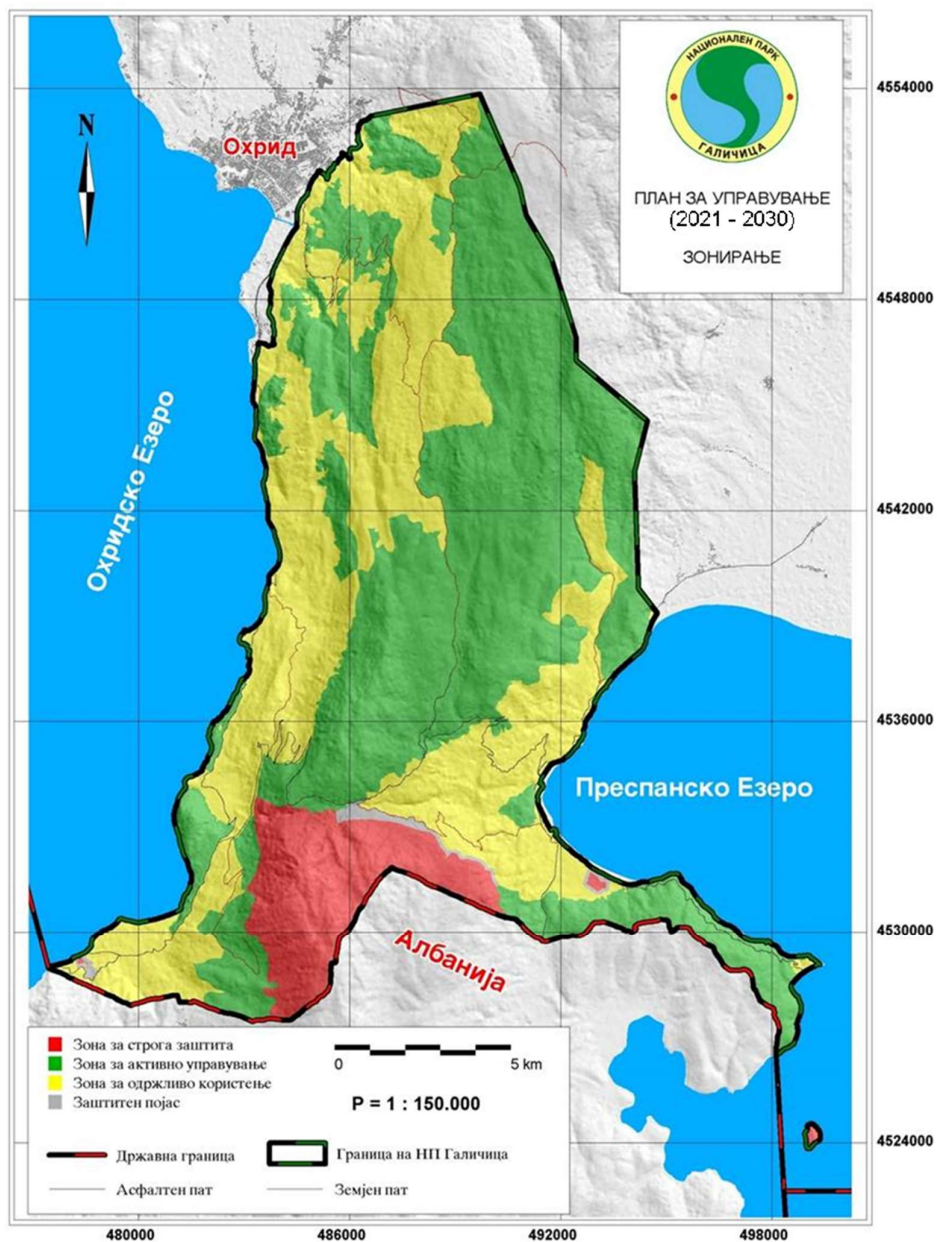 НАЦИОНАЛЕН ПАРК
ГАЛИЧИЦА
ПЛАН ЗА УПРАВУВАЊЕ
(2021 - 2030)
ЗОНИРАЊЕ
N
Охрид
Охридско Езеро
Преспанско Езеро
Албанија
4554000
4548000
4542000
4536000
4530000
4524000
Зона за строга заштита
Зона за активно управување
Зона за одржливо користење
Заштитен појас
0 5 km
Р = 1 : 150.000
Државна граница
Граница на НП Галичица
Асфалтен пат
Земјен пат
480000 486000 492000 498000